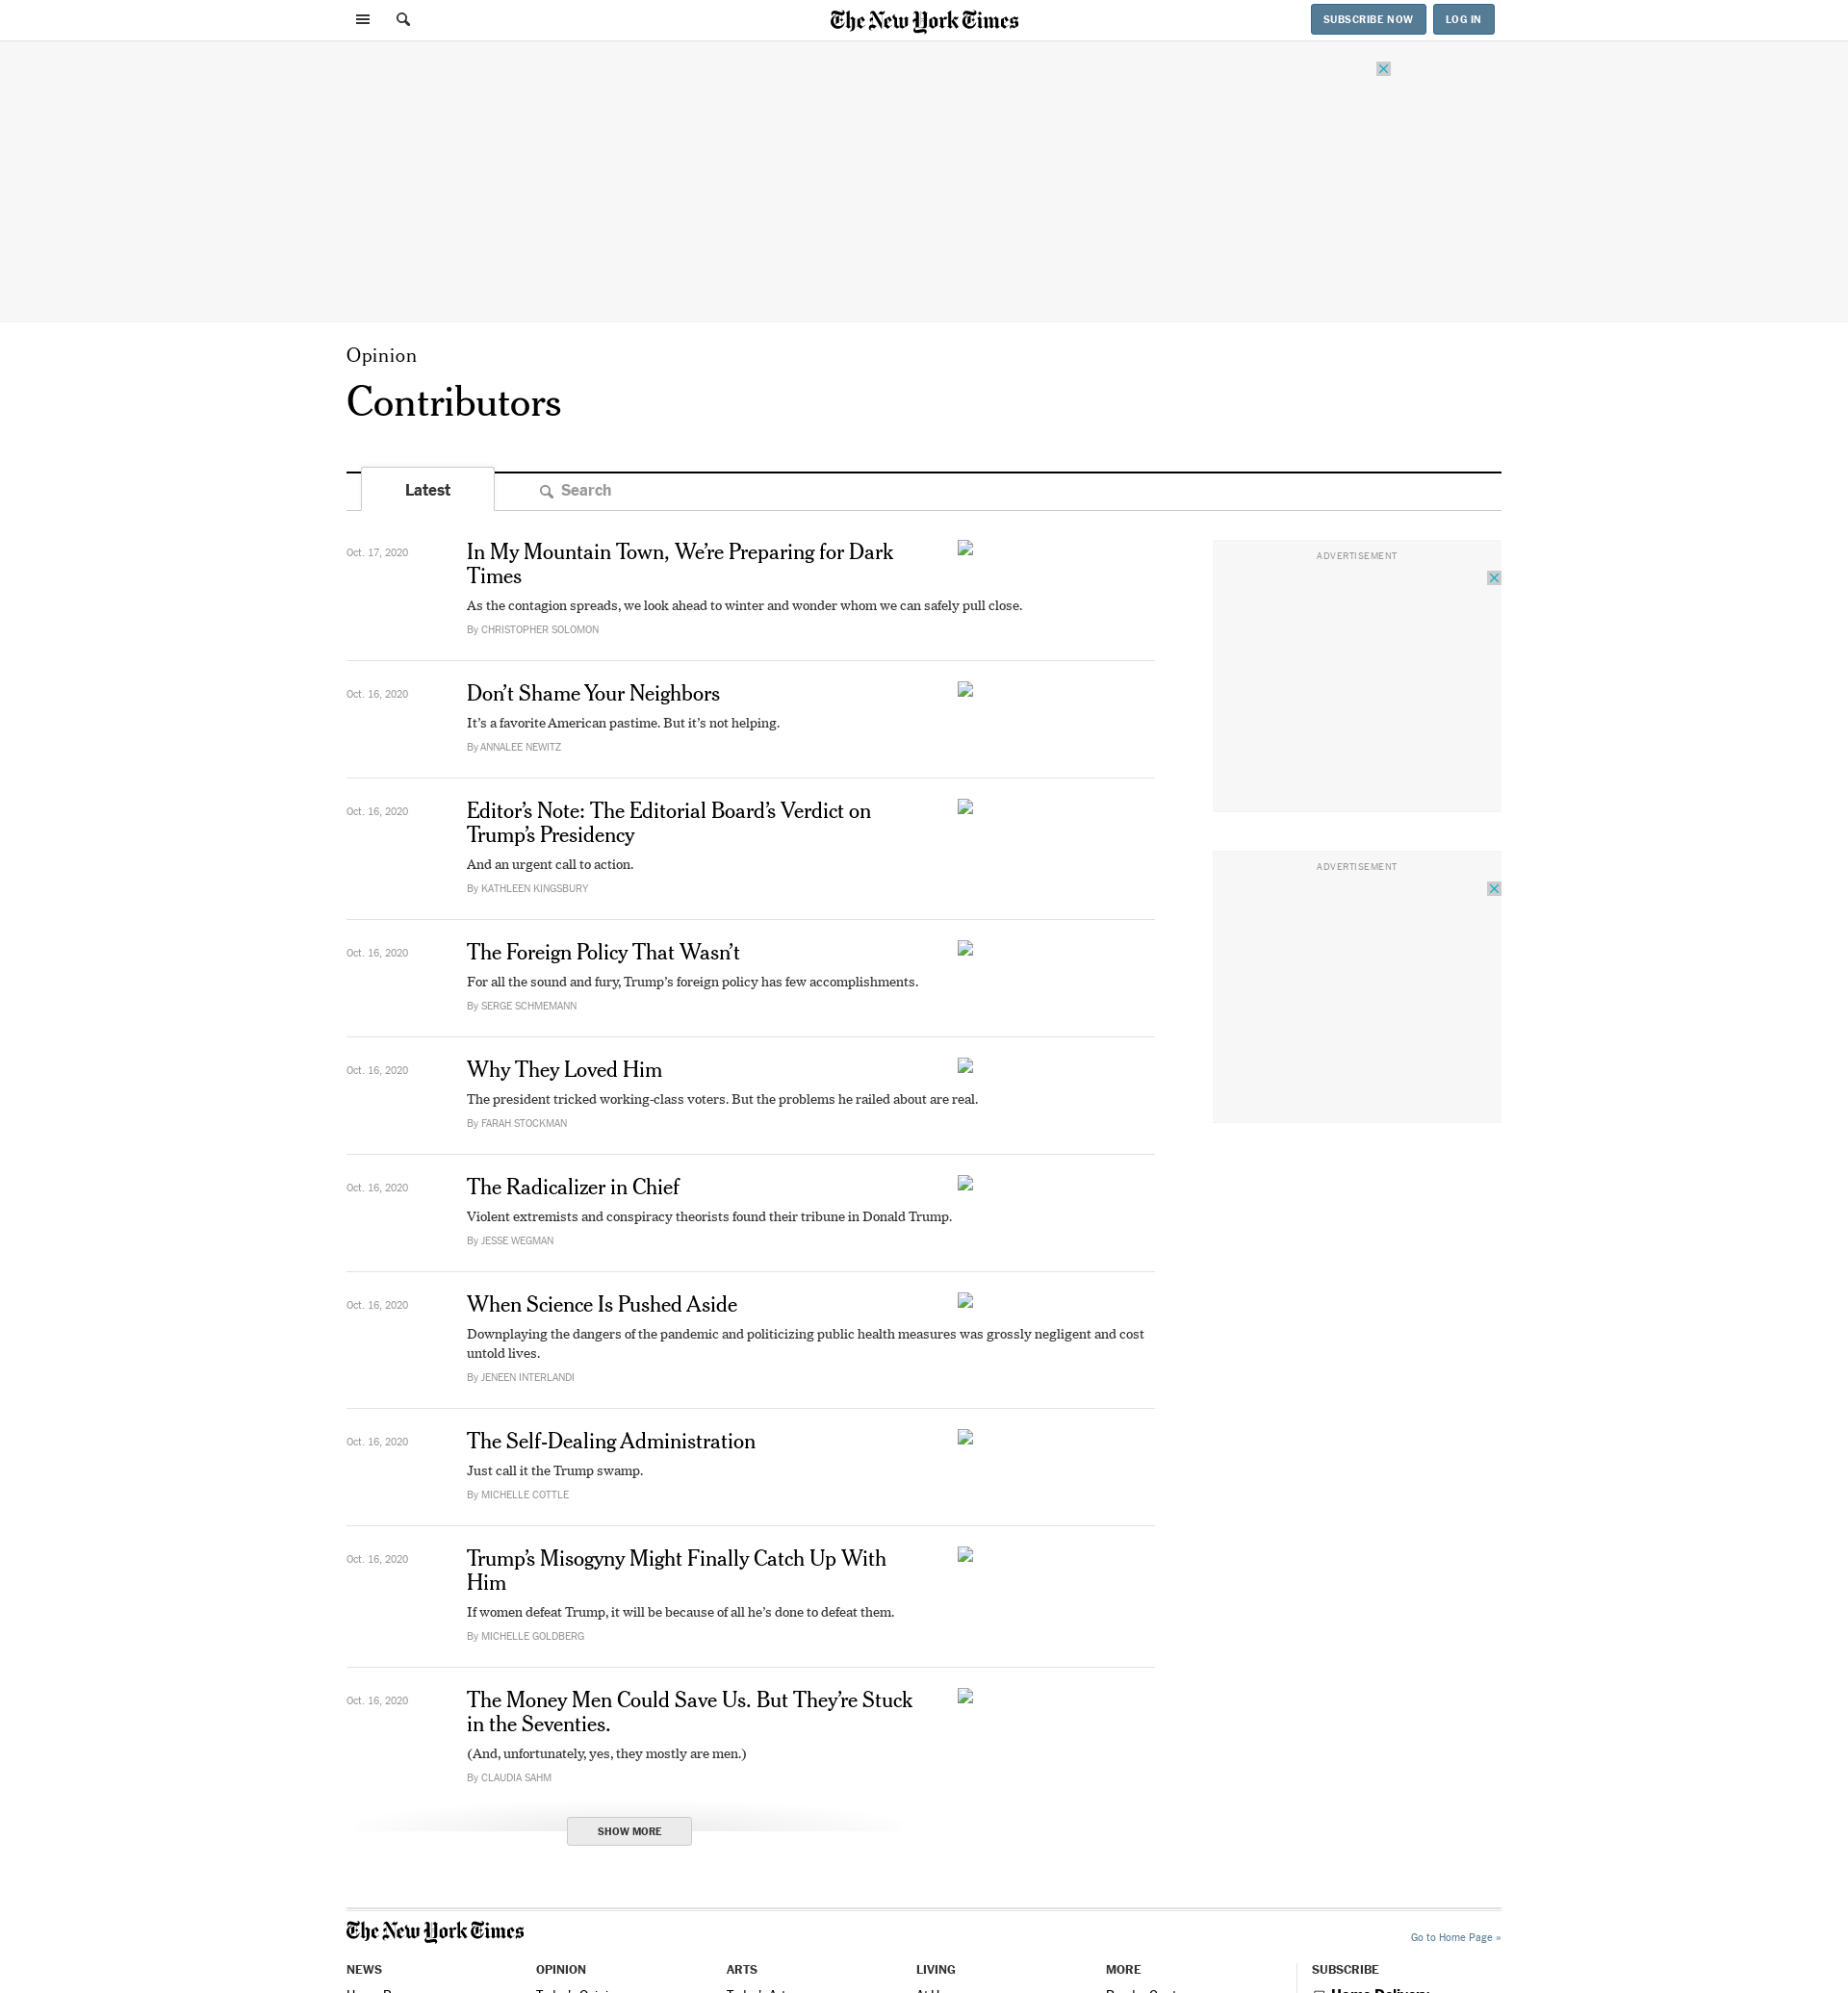 The New York Times
SUBSCRIBE NOW
LOG IN
Opinion
Contributors
Latest
Search
Oct. 17, 2020
In My Mountain Town, We’re Preparing for Dark
Times
As the contagion spreads, we look ahead to winter and wonder whom we can safely pull close.
By CHRISTOPHER SOLOMON
ADVERTISEMENT
Oct. 16, 2020
Don’t Shame Your Neighbors
It’s a favorite American pastime. But it’s not helping.
By ANNALEE NEWITZ
Oct. 16, 2020
Editor’s Note: The Editorial Board’s Verdict on
Trump’s Presidency
And an urgent call to action.
By KATHLEEN KINGSBURY
ADVERTISEMENT
Oct. 16, 2020
The Foreign Policy That Wasn’t
For all the sound and fury, Trump’s foreign policy has few accomplishments.
By SERGE SCHMEMANN
Oct. 16, 2020
Why They Loved Him
The president tricked working-class voters. But the problems he railed about are real.
By FARAH STOCKMAN
Oct. 16, 2020
The Radicalizer in Chief
Violent extremists and conspiracy theorists found their tribune in Donald Trump.
By JESSE WEGMAN
Oct. 16, 2020
When Science Is Pushed Aside
Downplaying the dangers of the pandemic and politicizing public health measures was grossly negligent and cost
untold lives.
By JENEEN INTERLANDI
Oct. 16, 2020
The Self-Dealing Administration
Just call it the Trump swamp.
By MICHELLE COTTLE
Oct. 16, 2020
Trump’s Misogyny Might Finally Catch Up With
Him
If women defeat Trump, it will be because of all he’s done to defeat them.
By MICHELLE GOLDBERG
Oct. 16, 2020
The Money Men Could Save Us. But They’re Stuck
in the Seventies.
(And, unfortunately, yes, they mostly are men.)
By CLAUDIA SAHM
SHOW MORE
The New York Times
Go to Home Page »
NEWS
OPINION
ARTS
LIVING
MORE
SUBSCRIBE
Home Delivery